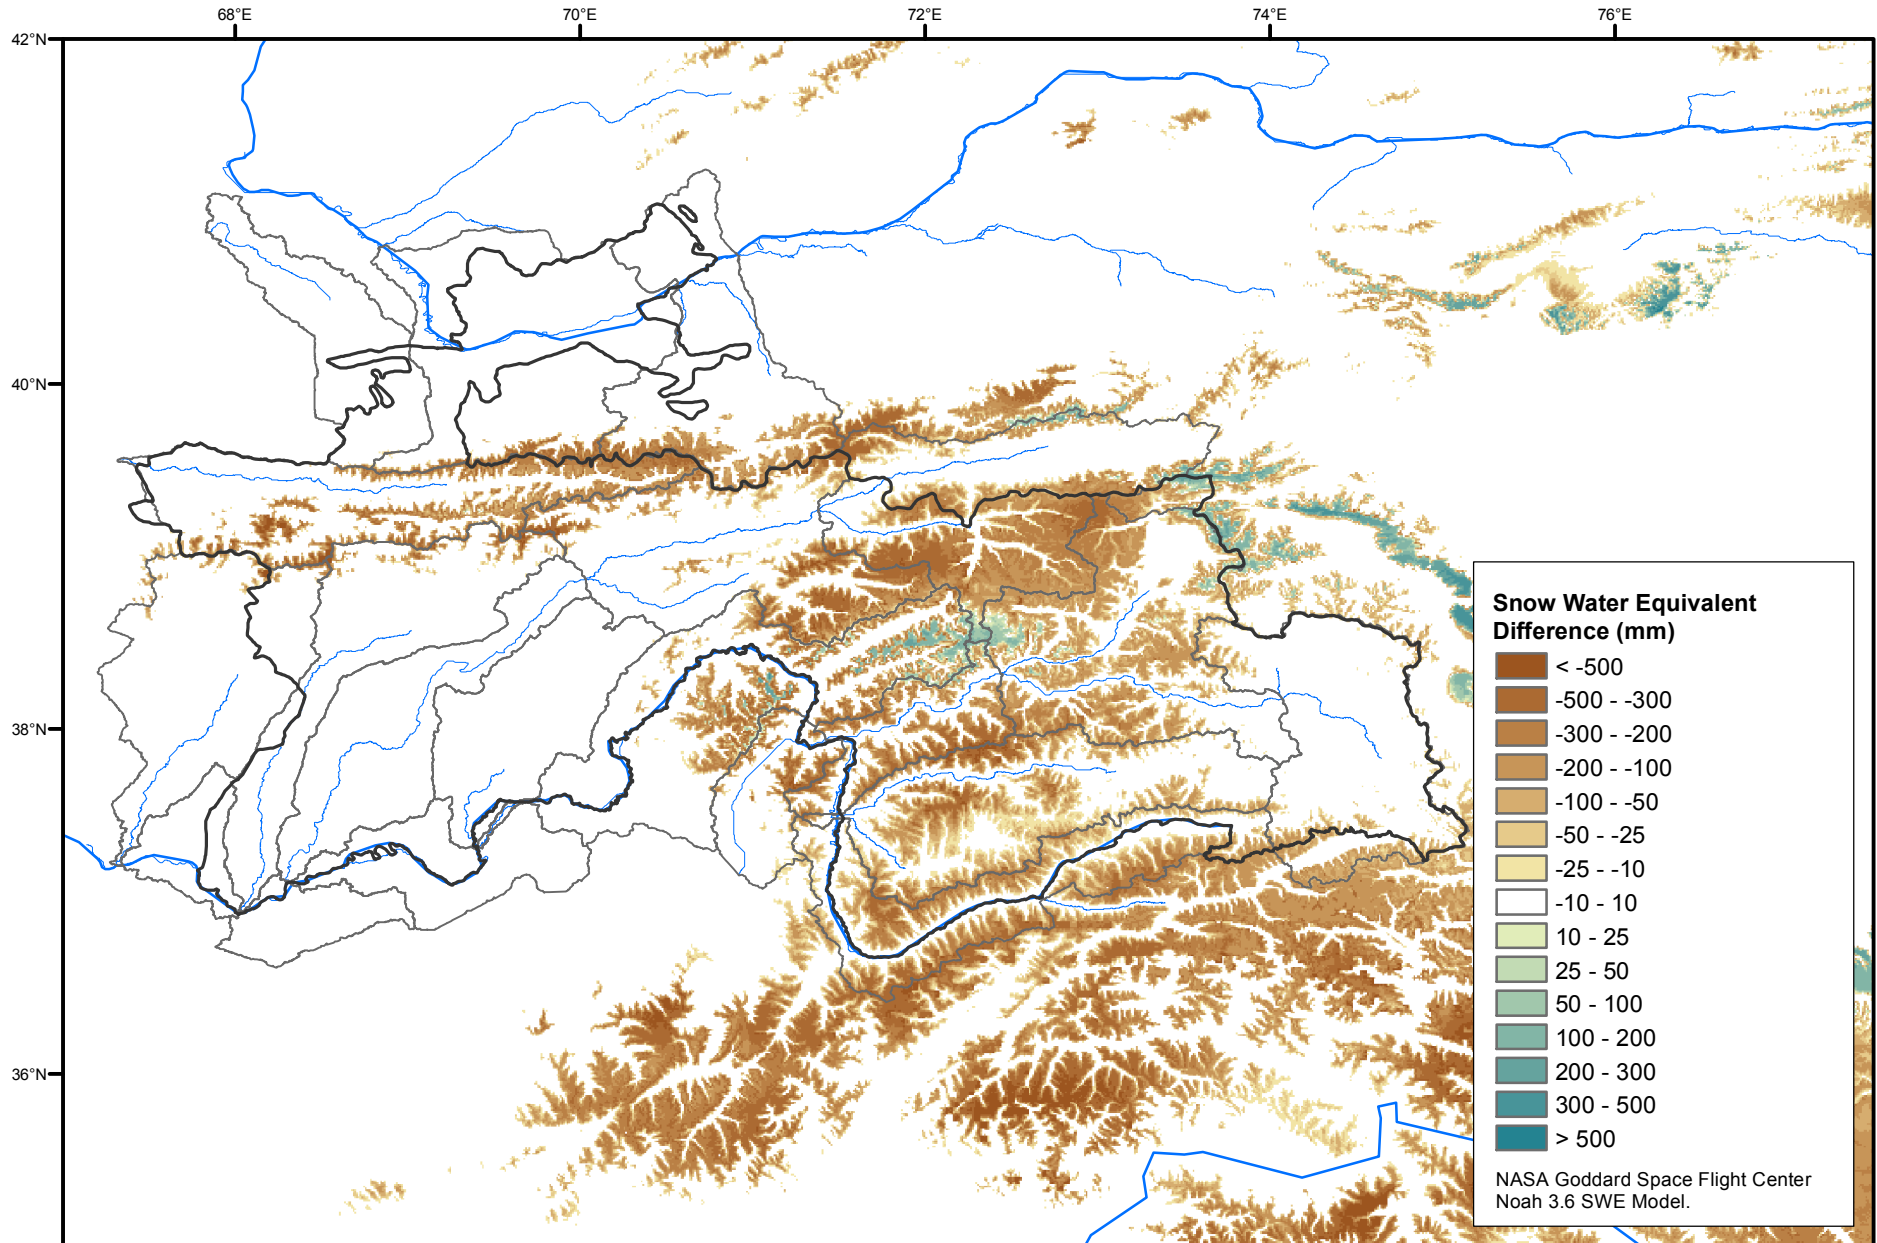 68°E
70°E
72°E
74°E
76°E
42°N
40°N
38°N
36°N
Snow Water Equivalent
Difference (mm)
< -500
-500 - -300
-300 - -200
-200 - -100
-100 - -50
-50 - -25
-25 - -10
-10 - 10
10 - 25
25 - 50
50 - 100
100 - 200
200 - 300
300 - 500
> 500
NASA Goddard Space Flight Center
Noah 3.6 SWE Model.